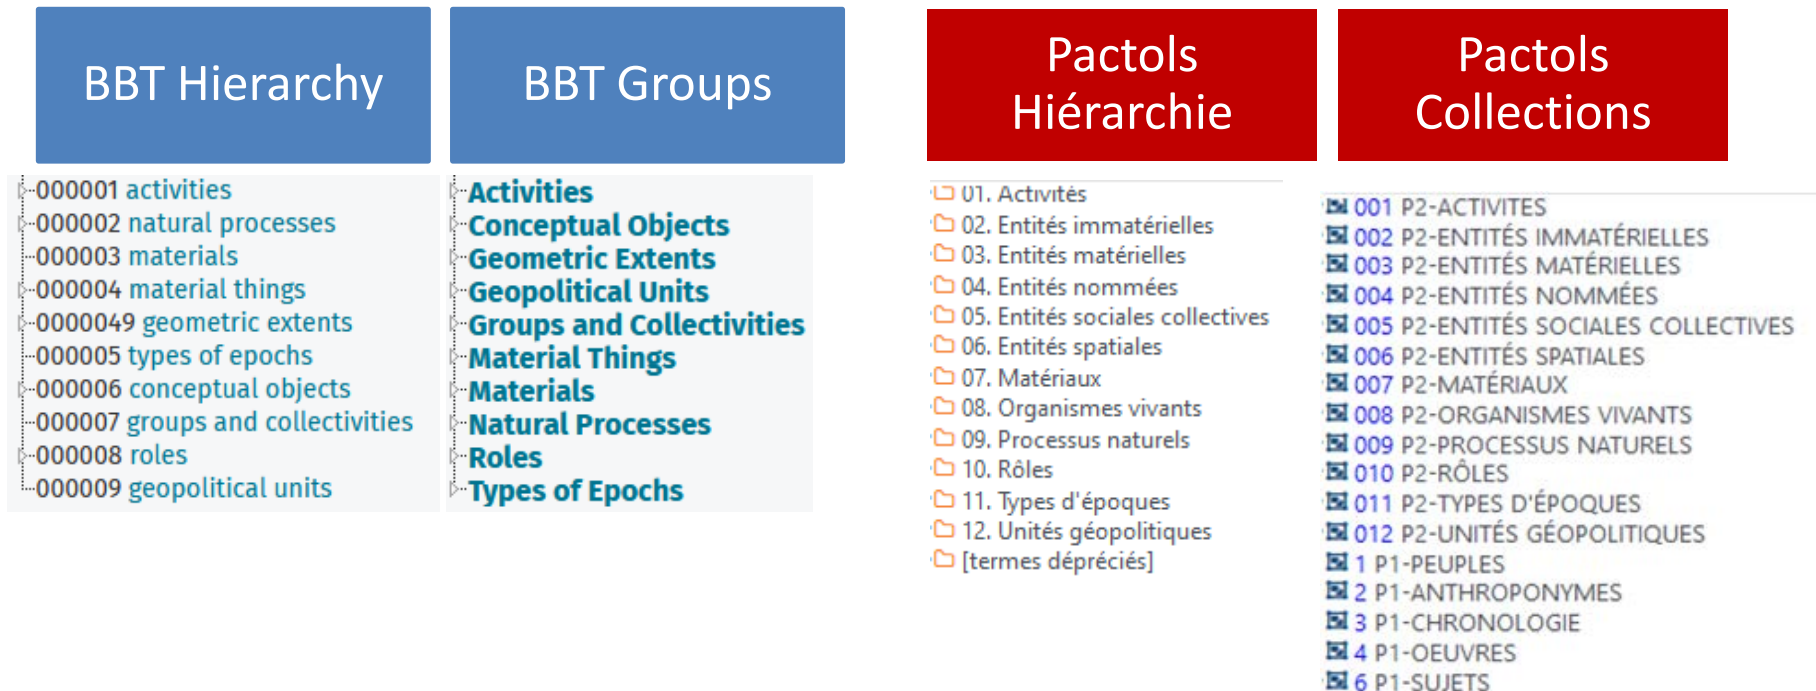 BBT Hierarchy
000001 activities
000002 natural processes
000003 materials
000004 material things
0000049 geometric extents
000005 types of epochs
000006 conceptual objects
000007 groups and collectivities
000008 roles
000009 geopolitical units
BBT Groups
Activities
Conceptual Objects
Geometric Extents
Geopolitical Units
Groups and Collectivities
Material Things
Materials
Natural Processes
Roles
Types of Epochs
Pactols
Hiérarchie
01. Activités
02. Entités immatérielles
03. Entités matérielles
04. Entités nommées
05. Entités sociales collectives
06. Entités spatiales
07. Matériaux
08. Organismes vivants
09. Processus naturels
10. Rôles
11. Types d'époques
12. Unités géopolitiques
[termes dépréciés]
Pactols
Collections
001 P2-ACTIVITES
002 P2-ENTITÉS IMMATÉRIELLES
003 P2-ENTITÉS MATÉRIELLES
004 P2-ENTITÉS NOMMÉES
005 P2-ENTITÉS SOCIALES COLLECTIVES
006 P2-ENTITÉS SPATIALES
007 P2-MATÉRIAUX
008 P2-ORGANISMES VIVANTS
009 P2-PROCESSUS NATURELS
010 P2-RÔLES
011 P2-TYPES D'ÉPOQUES
012 P2-UNITÉS GÉOPOLITIQUES
1 P1-PEUPLES
2 P1-ANTHROPONYMES
3 P1-CHRONOLOGIE
4 P1-OEUVRES
6 P1-SUJETS